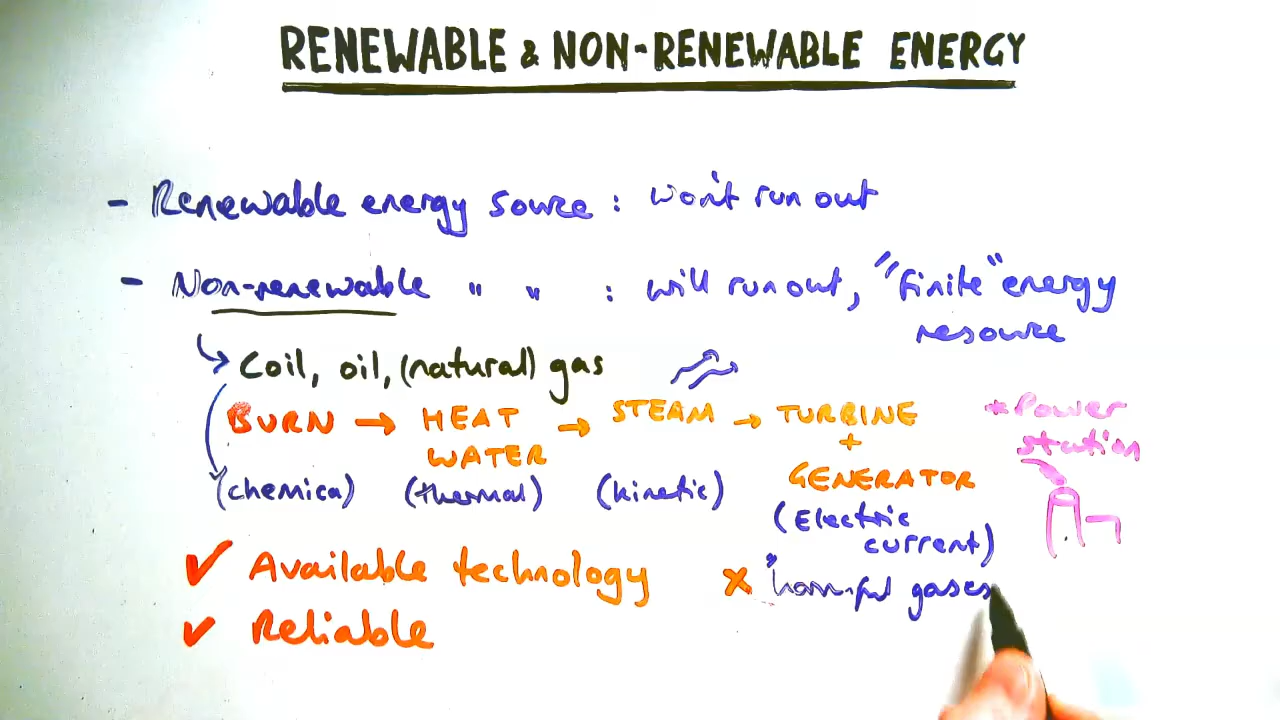 RENEWABLE & NON-RENEWABLE ENERGY
- Renewable energy source : won't run out
- Non-renewable " " : will run out, "finite" energy
resource
Coil, oil, (natural) gas
BURN → HEAT → STEAM → TURBINE
WATER
+
GENERATOR
* Power
station
(chemical) (thermal) (kinetic)
(Electric
current)
✓ Available technology
✗ "harmful gases
✓ Reliable